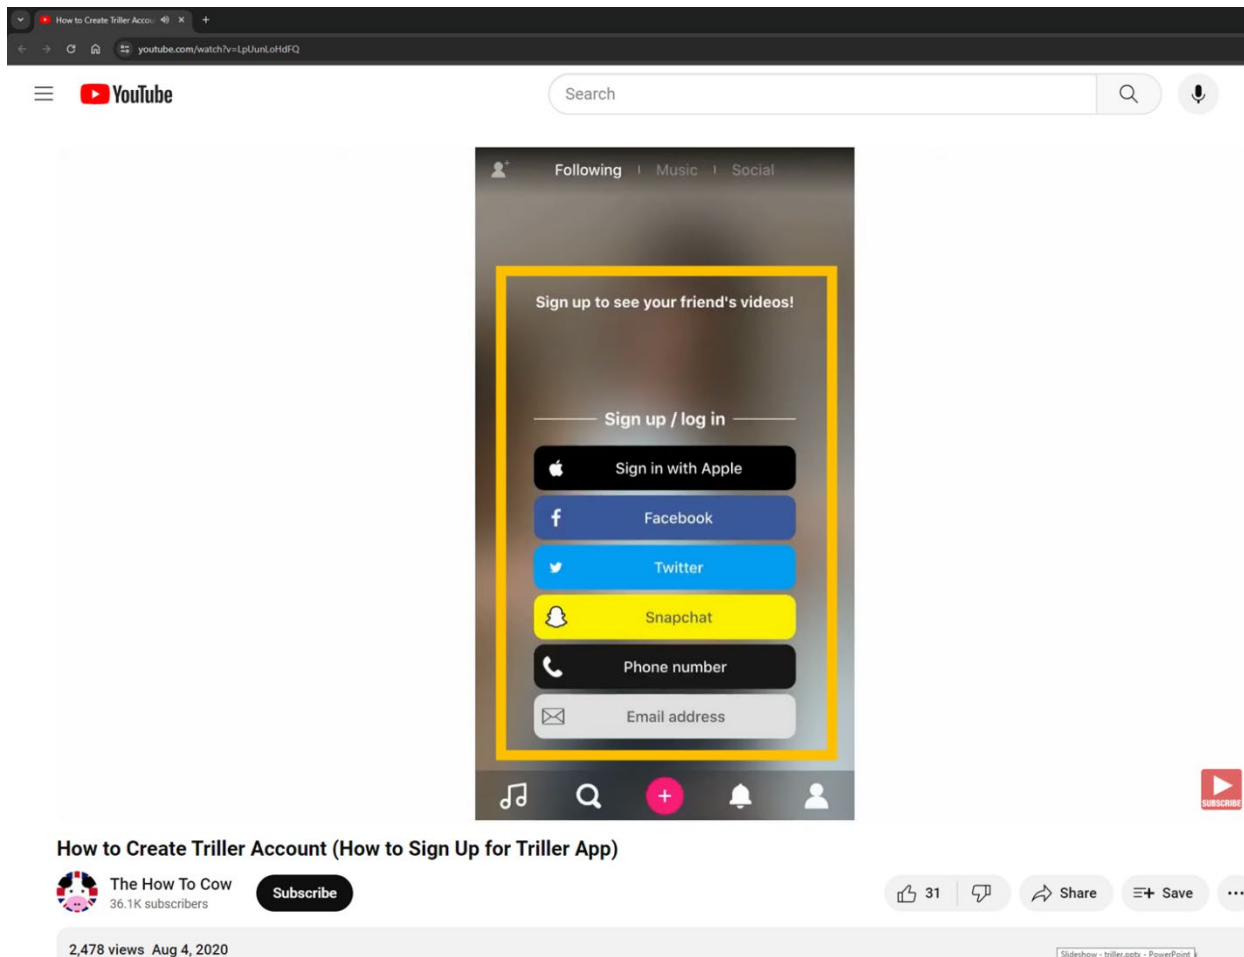 How to Create Triller Accou
youtube.com/watch?v=LpUunLoHdFQ
YouTube
Search
Following | Music | Social
Sign up to see your friend's videos!
Sign up / log in
Sign in with Apple
Facebook
Twitter
Snapchat
Phone number
Email address
SUBSCRIBE
How to Create Triller Account (How to Sign Up for Triller App)
The How To Cow
36.1K subscribers
Subscribe
31
Share
Save
2,478 views Aug 4, 2020
Slideshow - triller.pptx - PowerPoint